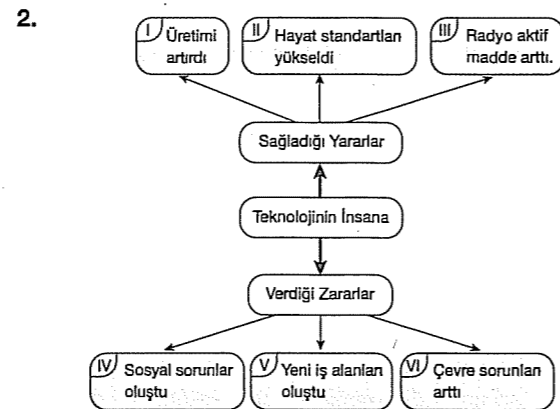 2.
I Üretimi
artırdı
II Hayat standartları
yükseldi
III Radyo aktif
madde arttı.
Sağladığı Yararlar
Teknolojinin İnsana
Verdiği Zararlar
IV Sosyal sorunlar
oluştu
V Yeni iş alanları
oluştu
VI Çevre sorunları
arttı